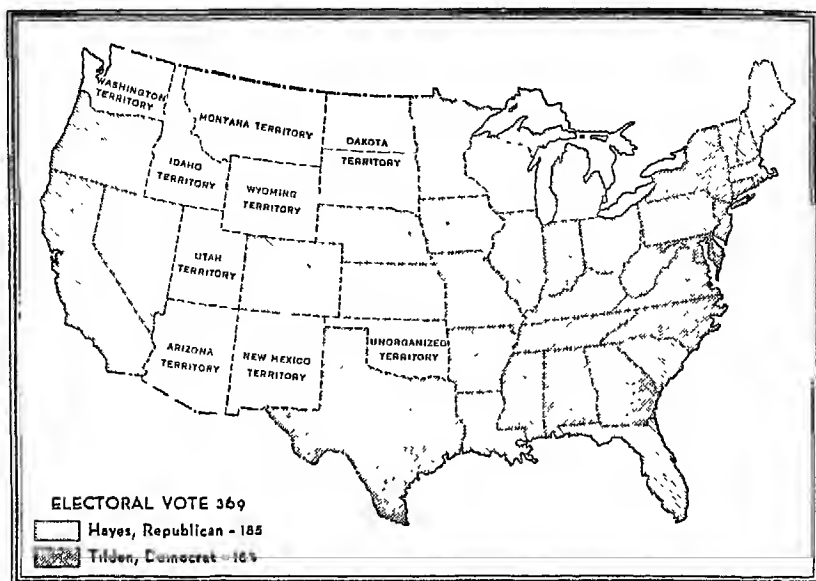 WASHINGTON
TERRITORY
MONTANA TERRITORY
DAKOTA
TERRITORY
IDAHO
TERRITORY
WYOMING
TERRITORY
UTAH
TERRITORY
ARIZONA
TERRITORY
NEW MEXICO
TERRITORY
UNORGANIZED
TERRITORY
ELECTORAL VOTE 369
Hayes, Republican - 185
Tilden, Democrat -